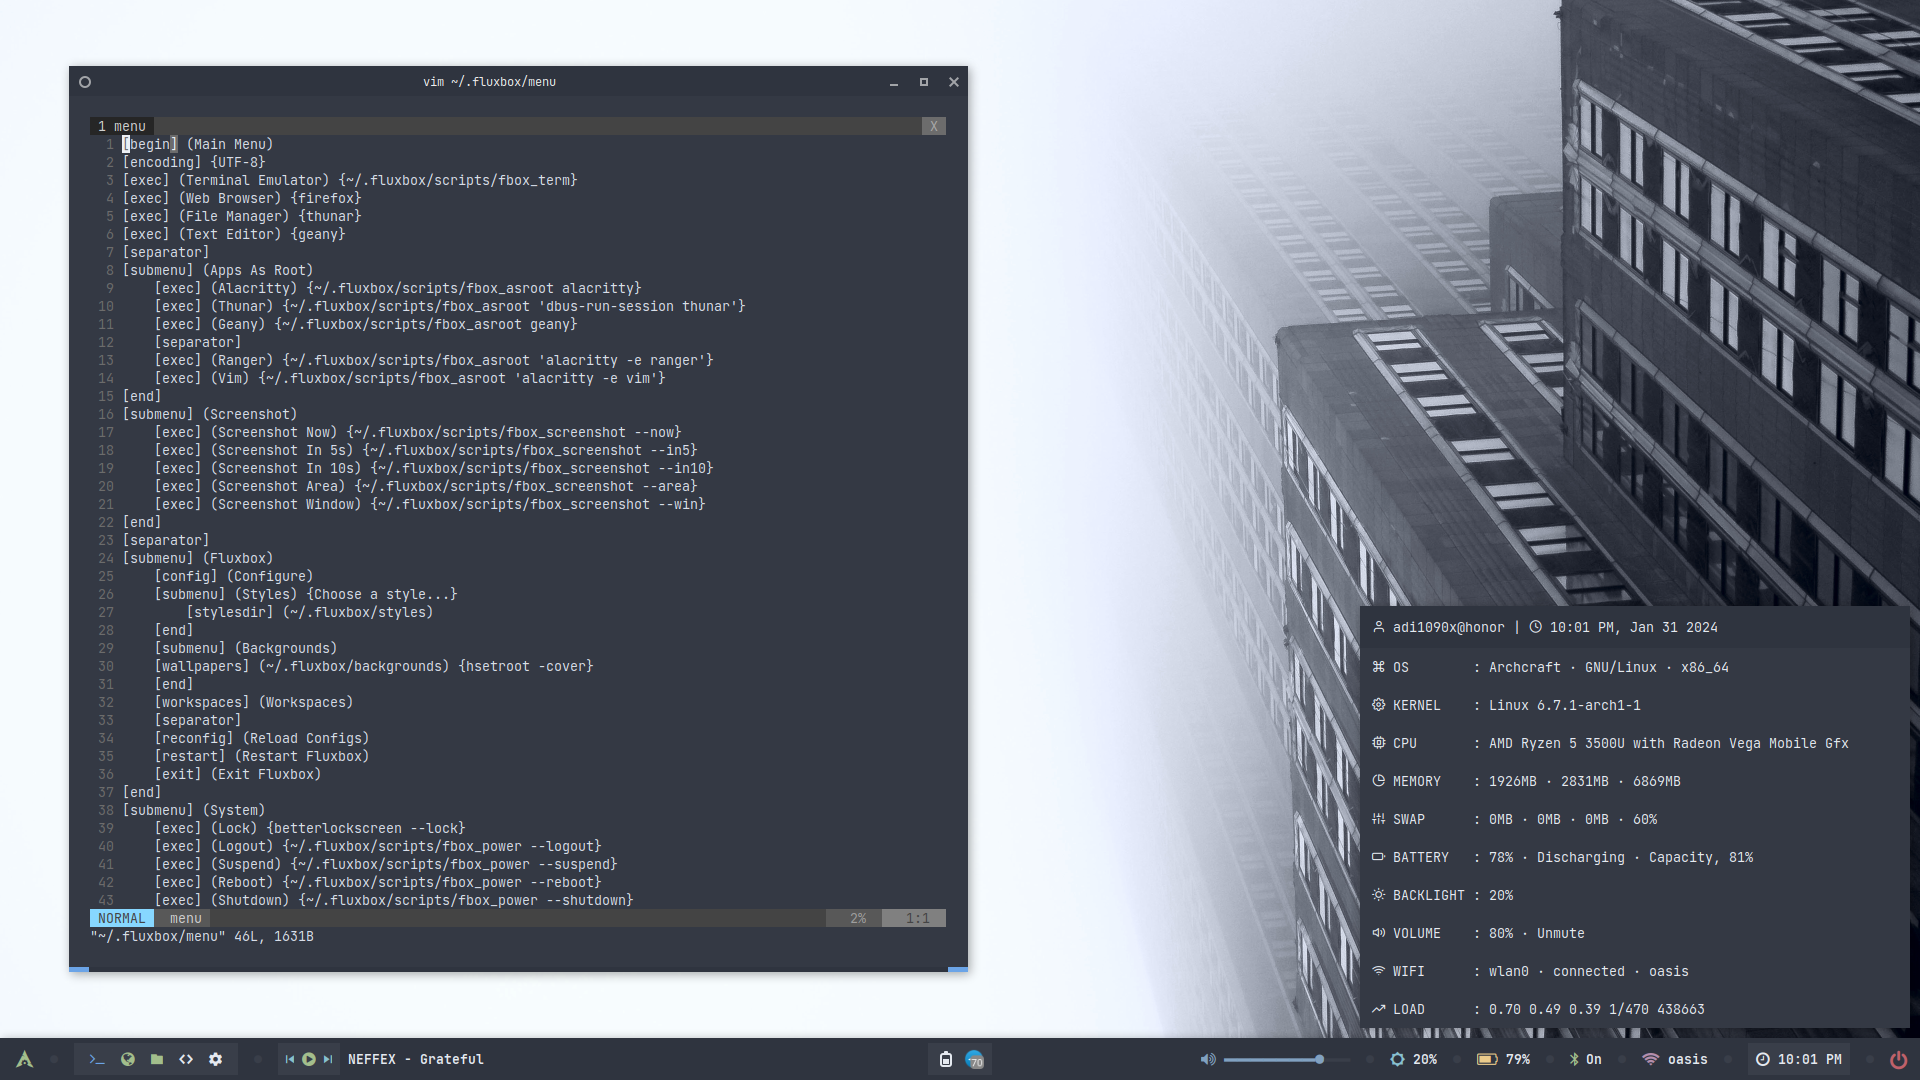 vim ~/.fluxbox/menu
1 menu X
1 [begin] (Main Menu)
2 [encoding] {UTF-8}
3 [exec] (Terminal Emulator) {~/.fluxbox/scripts/fbox_term}
4 [exec] (Web Browser) {firefox}
5 [exec] (File Manager) {thunar}
6 [exec] (Text Editor) {geany}
7 [separator]
8 [submenu] (Apps As Root)
9 [exec] (Alacritty) {~/.fluxbox/scripts/fbox_asroot alacritty}
10 [exec] (Thunar) {~/.fluxbox/scripts/fbox_asroot 'dbus-run-session thunar'}
11 [exec] (Geany) {~/.fluxbox/scripts/fbox_asroot geany}
12 [separator]
13 [exec] (Ranger) {~/.fluxbox/scripts/fbox_asroot 'alacritty -e ranger'}
14 [exec] (Vim) {~/.fluxbox/scripts/fbox_asroot 'alacritty -e vim'}
15 [end]
16 [submenu] (Screenshot)
17 [exec] (Screenshot Now) {~/.fluxbox/scripts/fbox_screenshot --now}
18 [exec] (Screenshot In 5s) {~/.fluxbox/scripts/fbox_screenshot --in5}
19 [exec] (Screenshot In 10s) {~/.fluxbox/scripts/fbox_screenshot --in10}
20 [exec] (Screenshot Area) {~/.fluxbox/scripts/fbox_screenshot --area}
21 [exec] (Screenshot Window) {~/.fluxbox/scripts/fbox_screenshot --win}
22 [end]
23 [separator]
24 [submenu] (Fluxbox)
25 [config] (Configure)
26 [submenu] (Styles) {Choose a style...}
27 [stylesdir] (~/.fluxbox/styles)
28 [end]
29 [submenu] (Backgrounds)
30 [wallpapers] (~/.fluxbox/backgrounds) {hsetroot -cover}
31 [end]
32 [workspaces] (Workspaces)
33 [separator]
34 [reconfig] (Reload Configs)
35 [restart] (Restart Fluxbox)
36 [exit] (Exit Fluxbox)
37 [end]
38 [submenu] (System)
39 [exec] (Lock) {betterlockscreen --lock}
40 [exec] (Logout) {~/.fluxbox/scripts/fbox_power --logout}
41 [exec] (Suspend) {~/.fluxbox/scripts/fbox_power --suspend}
42 [exec] (Reboot) {~/.fluxbox/scripts/fbox_power --reboot}
43 [exec] (Shutdown) {~/.fluxbox/scripts/fbox_power --shutdown}
NORMAL menu 2% 1:1
"~/.fluxbox/menu" 46L, 1631B
adi1090x@honor | 10:01 PM, Jan 31 2024
OS : Archcraft · GNU/Linux · x86_64
KERNEL : Linux 6.7.1-arch1-1
CPU : AMD Ryzen 5 3500U with Radeon Vega Mobile Gfx
MEMORY : 1926MB · 2831MB · 6869MB
SWAP : 0MB · 0MB · 0MB · 60%
BATTERY : 78% · Discharging · Capacity, 81%
BACKLIGHT : 20%
VOLUME : 80% · Unmute
WIFI : wlan0 · connected · oasis
LOAD : 0.70 0.49 0.39 1/470 438663
NEFFEX - Grateful 70 20% 79% On oasis 10:01 PM